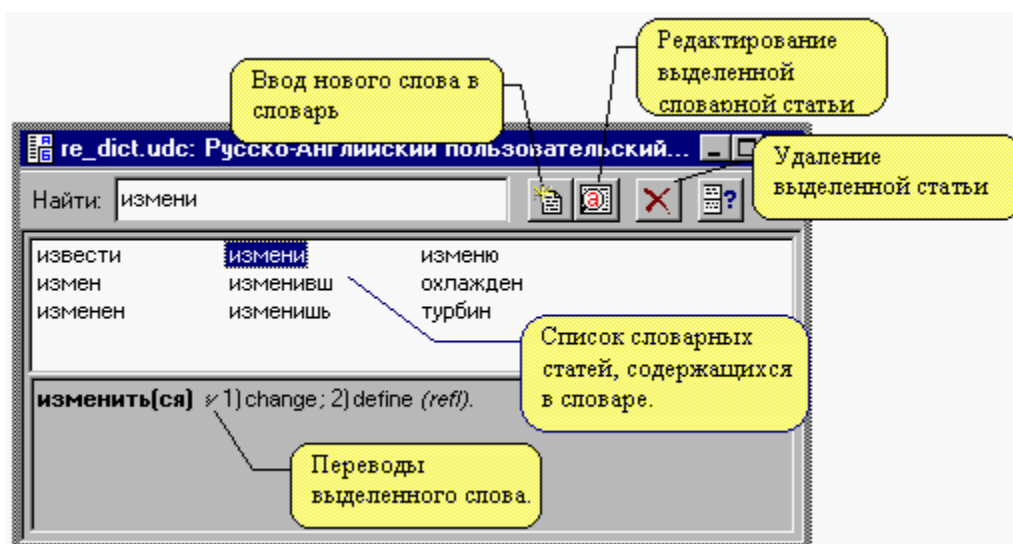 Редактирование
выделенной
словарной статьи
Ввод нового слова в
словарь
re_dict.udc: Русско-Английский пользовательский...
Удаление
выделенной статьи
Найти: измени
извести измени изменю
измен изменивш охлажден
изменен изменишь турбин
Список словарных
статей, содержащихся
в словаре.
изменить(ся) 1) change; 2) define (refl).
Переводы
выделенного слова.